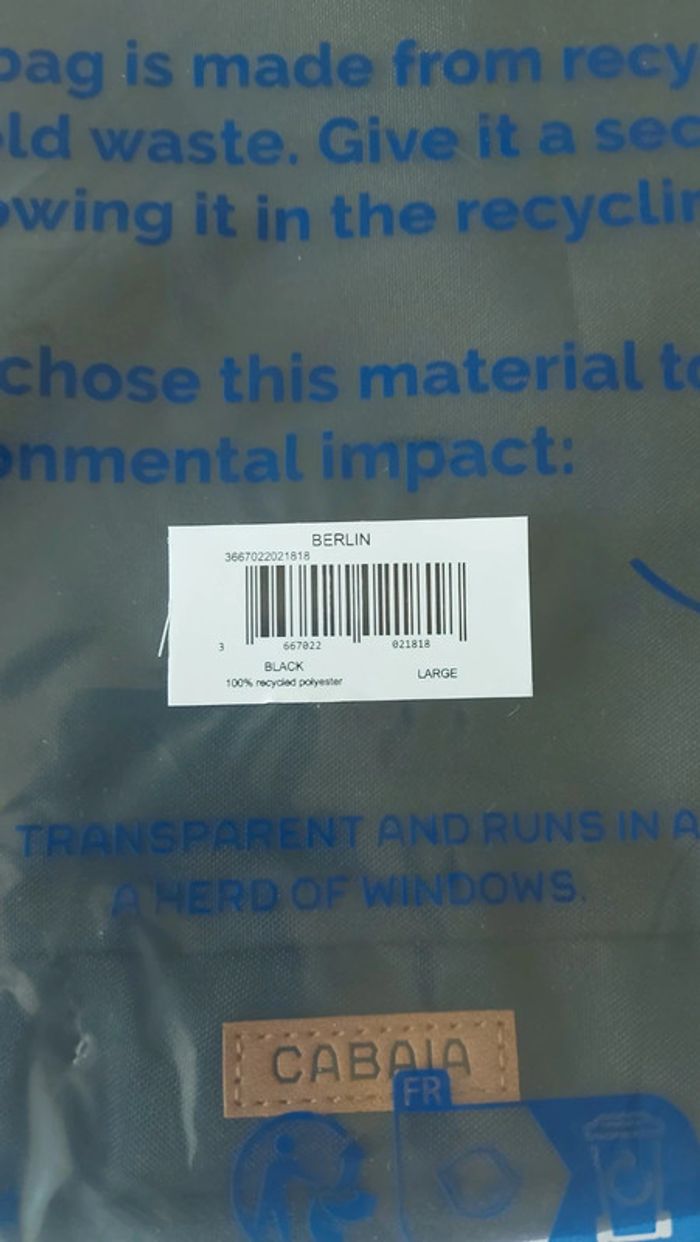 bag is made from recy
ld waste. Give it a sec
owing it in the recyclin
chose this material to
onmental impact:
BERLIN
3667022021818
3 667022 021818
BLACK
100% recycled polyester
LARGE
TRANSPARENT AND RUNS IN A
A HERD OF WINDOWS.
CABAIA
FR